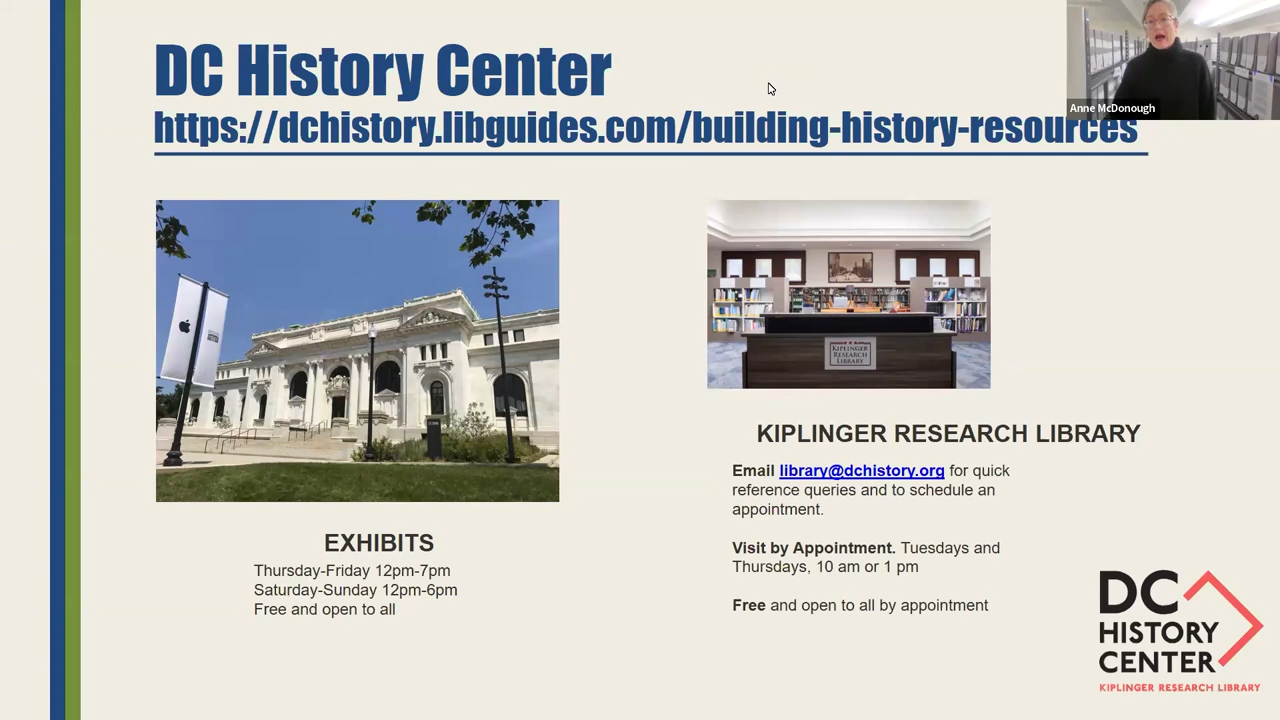 DC History Center
https://dchistory.libguides.com/building-history-resources
Anne McDonough
KIPLINGER
RESEARCH
LIBRARY
EXHIBITS
Thursday-Friday 12pm-7pm
Saturday-Sunday 12pm-6pm
Free and open to all
KIPLINGER RESEARCH LIBRARY
Email library@dchistory.org for quick
reference queries and to schedule an
appointment.
Visit by Appointment. Tuesdays and
Thursdays, 10 am or 1 pm
Free and open to all by appointment
DC
HISTORY
CENTER
KIPLINGER RESEARCH LIBRARY